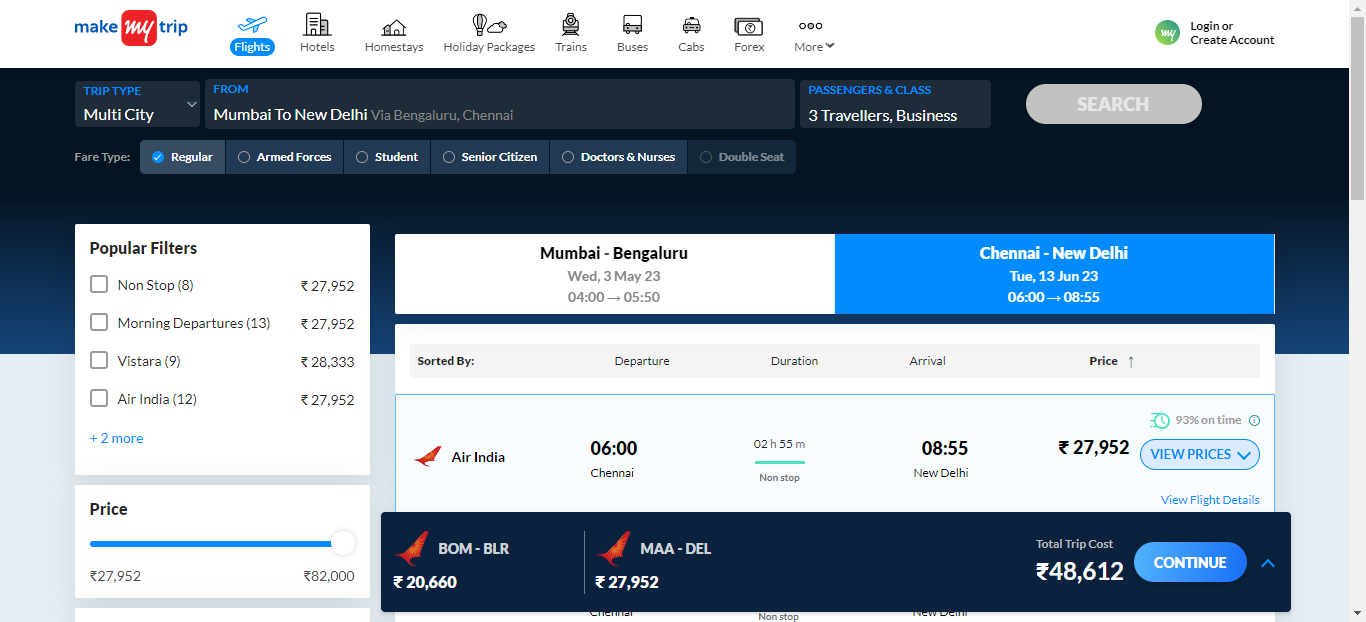 make my trip
Flights
Hotels
Homestays
Holiday Packages
Trains
Buses
Cabs
Forex
More
my
Login or
Create Account
TRIP TYPE
Multi City
FROM
Mumbai To New Delhi Via Bengaluru, Chennai
PASSENGERS & CLASS
3 Travellers, Business
SEARCH
Fare Type:
Regular
Armed Forces
Student
Senior Citizen
Doctors & Nurses
Double Seat
Popular Filters
Non Stop (8) ₹ 27,952
Morning Departures (13) ₹ 27,952
Vistara (9) ₹ 28,333
Air India (12) ₹ 27,952
+ 2 more
Price
₹27,952 ₹82,000
Mumbai - Bengaluru
Wed, 3 May 23
04:00 → 05:50
Chennai - New Delhi
Tue, 13 Jun 23
06:00 → 08:55
Sorted By: Departure Duration Arrival Price ↑
93% on time
Air India
06:00
Chennai
02 h 55 m
Non stop
08:55
New Delhi
₹ 27,952
VIEW PRICES
View Flight Details
BOM - BLR
₹ 20,660
MAA - DEL
₹ 27,952
Total Trip Cost
₹48,612
CONTINUE
Chennai
Non stop
New Delhi